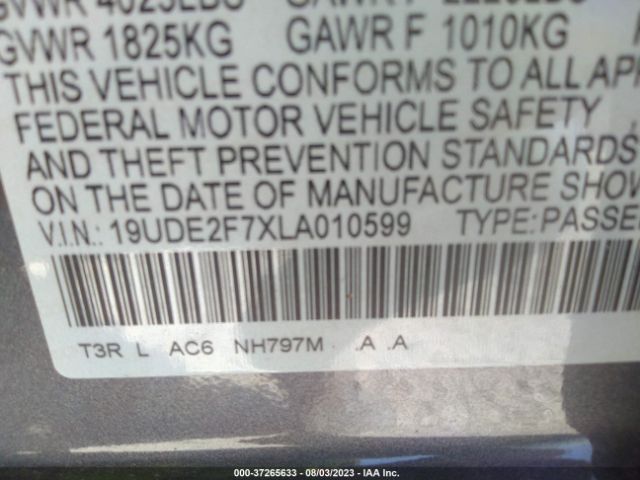 GVWR 1825KG GAWR F 1010KG
THIS VEHICLE CONFORMS TO ALL APP
FEDERAL MOTOR VEHICLE SAFETY
AND THEFT PREVENTION STANDARDS
ON THE DATE OF MANUFACTURE SHOW
V.I.N.: 19UDE2F7XLA010599 TYPE: PASSE
T3R L AC6 NH797M .A .A
000-37265633 - 08/03/2023 - IAA Inc.